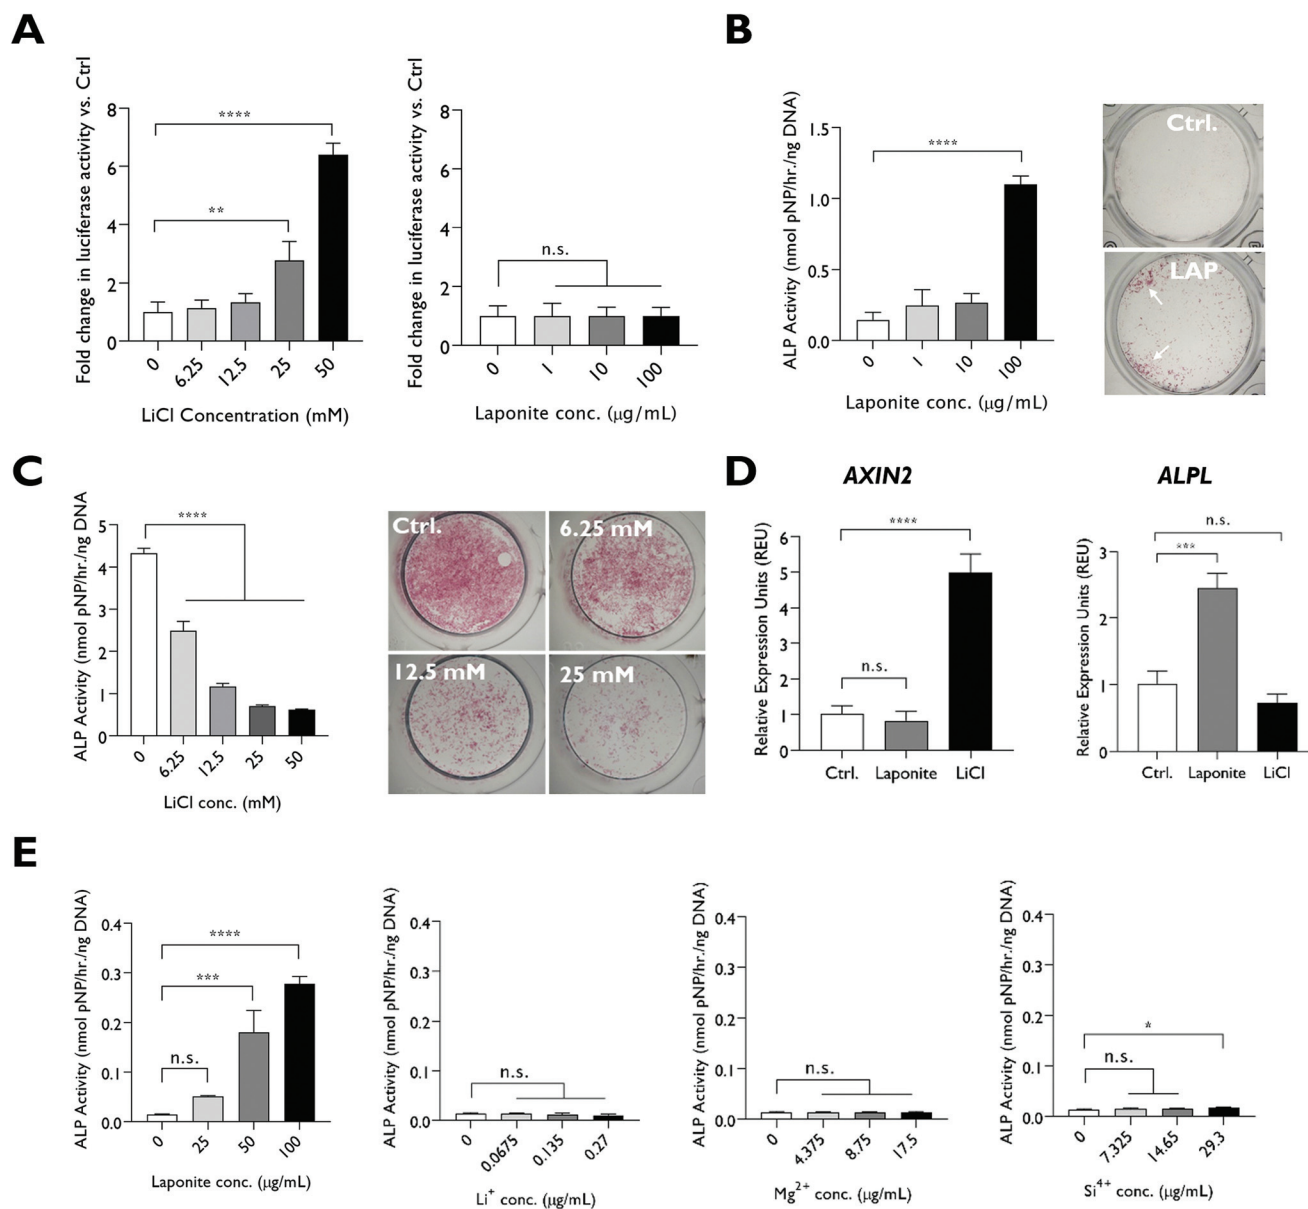 A
Fold change in luciferase activity vs. Ctrl
8
6
4
2
0
****
**
0
6.25
12.5
25
50
LiCl Concentration (mM)
Fold change in luciferase activity vs. Ctrl
8
6
4
2
0
n.s.
0
1
10
100
Laponite conc. (μg/mL)
B
ALP Activity (nmol pNP/hr./ng DNA)
1.5
1.0
0.5
0.0
****
0
1
10
100
Laponite conc. (μg/mL)
Ctrl.
LAP
C
ALP Activity (nmol pNP/hr./ng DNA
5
4
3
2
1
0
****
0
6.25
12.5
25
50
LiCl conc. (mM)
Ctrl.
6.25 mM
12.5 mM
25 mM
D
AXIN2
Relative Expression Units (REU)
6
5
4
3
2
1
0
****
n.s.
Ctrl.
Laponite
LiCl
ALPL
Relative Expression Units (REU)
3
2
1
0
n.s.
***
Ctrl.
Laponite
LiCl
E
ALP Activity (nmol pNP/hr./ng DNA)
0.4
0.3
0.2
0.1
0.0
****
***
n.s.
0
25
50
100
Laponite conc. (μg/mL)
ALP Activity (nmol pNP/hr./ng DNA)
0.4
0.3
0.2
0.1
0.0
n.s.
0
0.0675
0.135
0.27
Li⁺ conc. (μg/mL)
ALP Activity (nmol pNP/hr./ng DNA)
0.4
0.3
0.2
0.1
0.0
n.s.
0
4.375
8.75
17.5
Mg²⁺ conc. (μg/mL)
ALP Activity (nmol pNP/hr./ng DNA)
0.4
0.3
0.2
0.1
0.0
*
n.s.
0
7.325
14.65
29.3
Si⁴⁺ conc. (μg/mL)